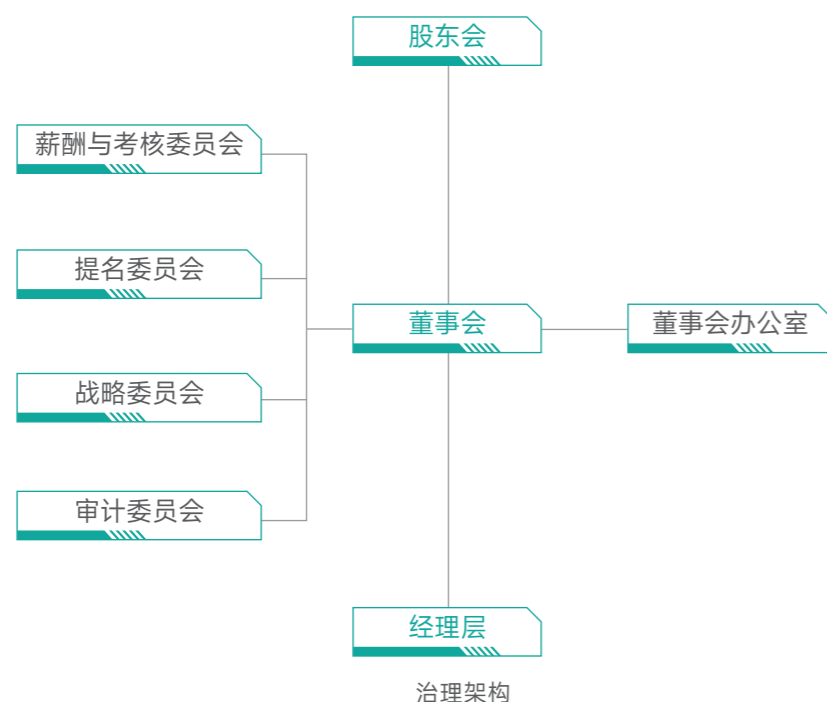 股东会
薪酬与考核委员会
提名委员会
董事会
董事会办公室
战略委员会
审计委员会
经理层
治理架构